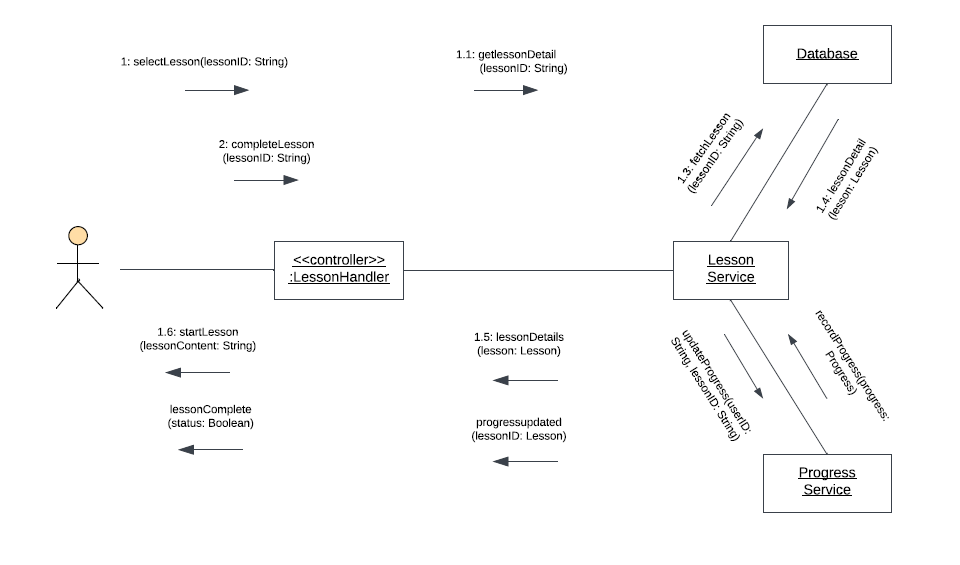 Database
1: selectLesson(lessonID: String)
1.1: getlessonDetail
(lessonID: String)
2: completeLesson
(lessonID: String)
1.3: fetchLesson
(lessonID: String)
1.4: lessonDetail
(lesson: Lesson)
<<controller>>
:LessonHandler
Lesson
Service
1.6: startLesson
(lessonContent: String)
1.5: lessonDetails
(lesson: Lesson)
updateProgress(userID:
String, lessonID: String)
recordProgress(progress:
Progress)
lessonComplete
(status: Boolean)
progressupdated
(lessonID: Lesson)
Progress
Service